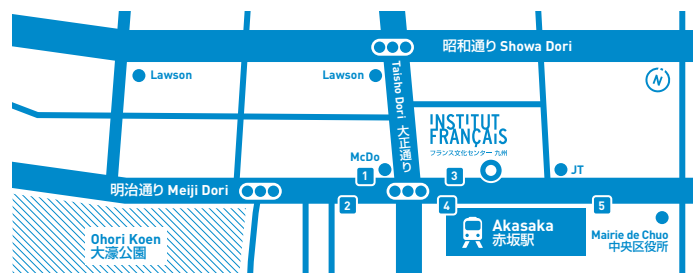 昭和通り Showa Dori
Lawson
Lawson
Taisho Dori 大正通り
N
INSTITUT
FRANÇAIS
フランス文化センター 九州
McDo
1
3
JT
明治通り Meiji Dori
2
4
5
Akasaka
赤坂駅
Ohori Koen
大濠公園
Mairie de Chuo
中央区役所